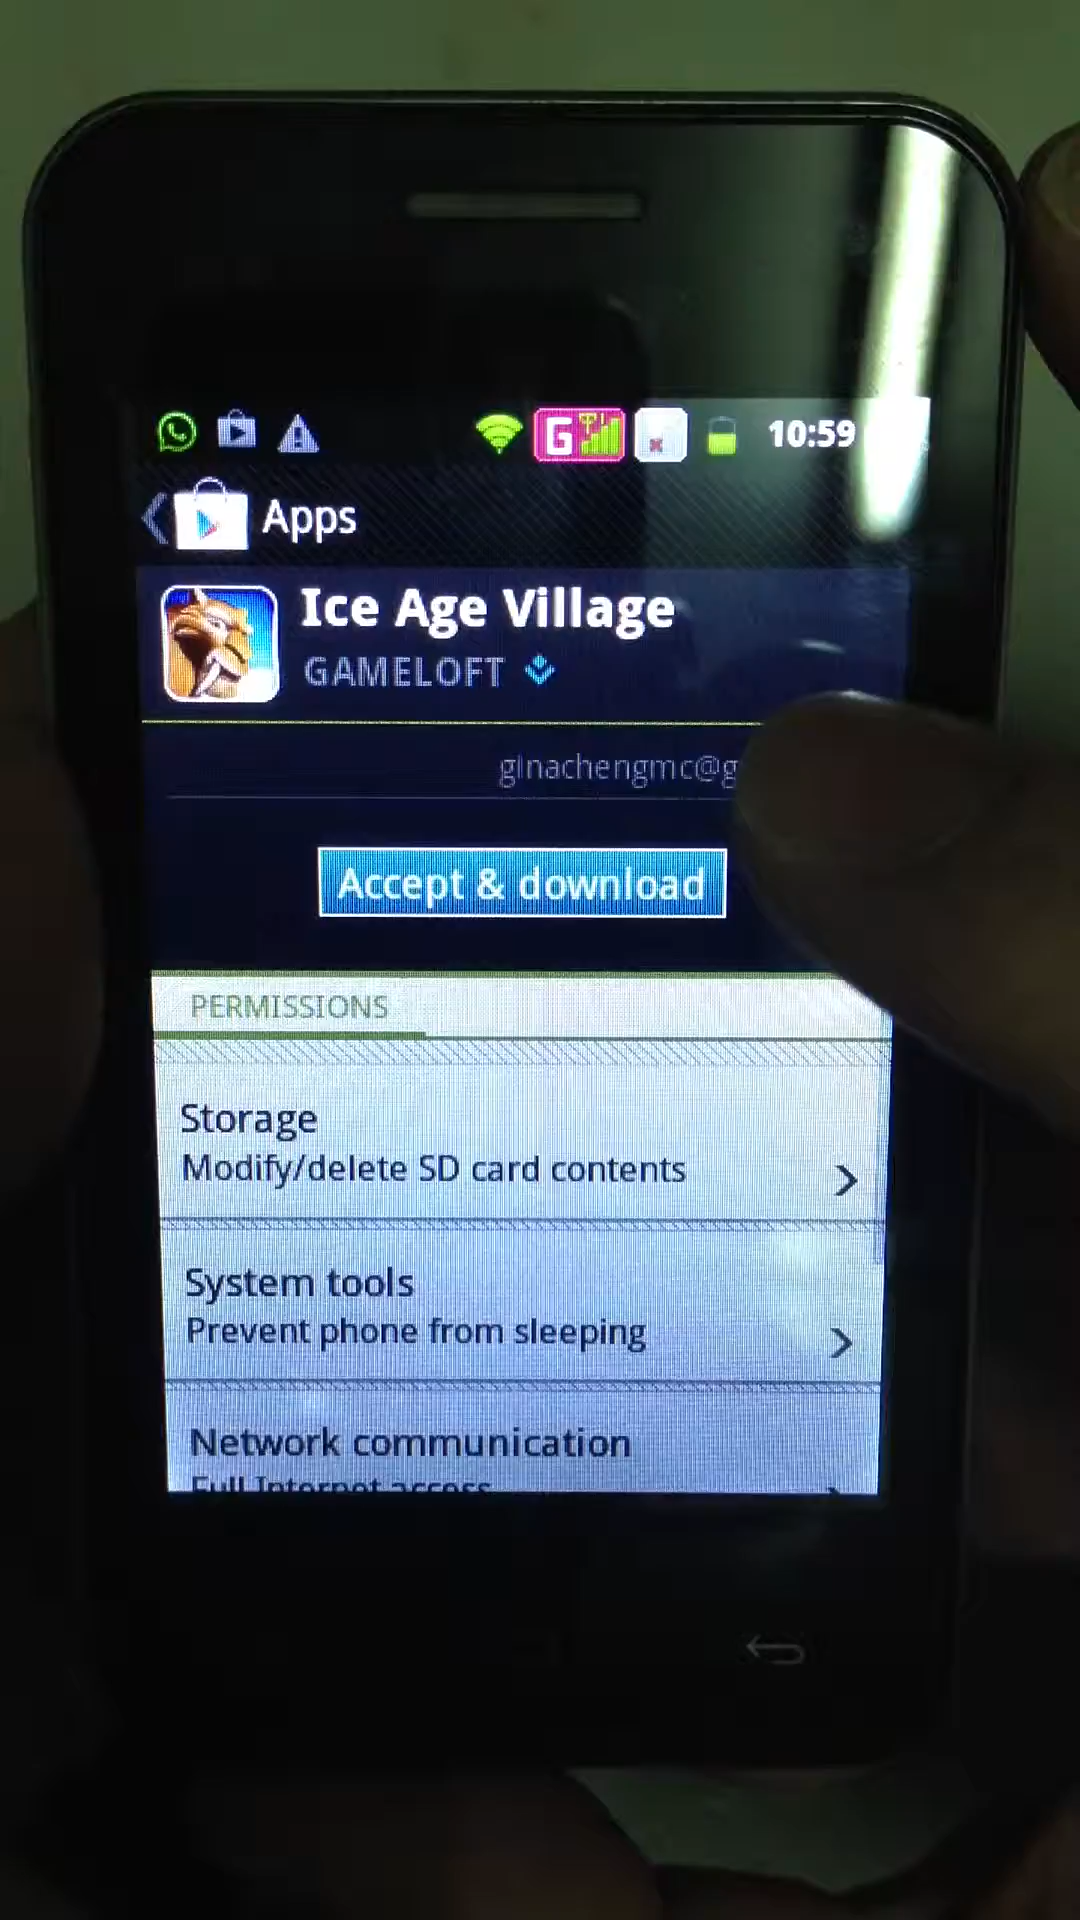 G 10:59
Apps
Ice Age Village
GAMELOFT
ginachengmc@g
Accept & download
PERMISSIONS
Storage
Modify/delete SD card contents
System tools
Prevent phone from sleeping
Network communication
Full Internet access